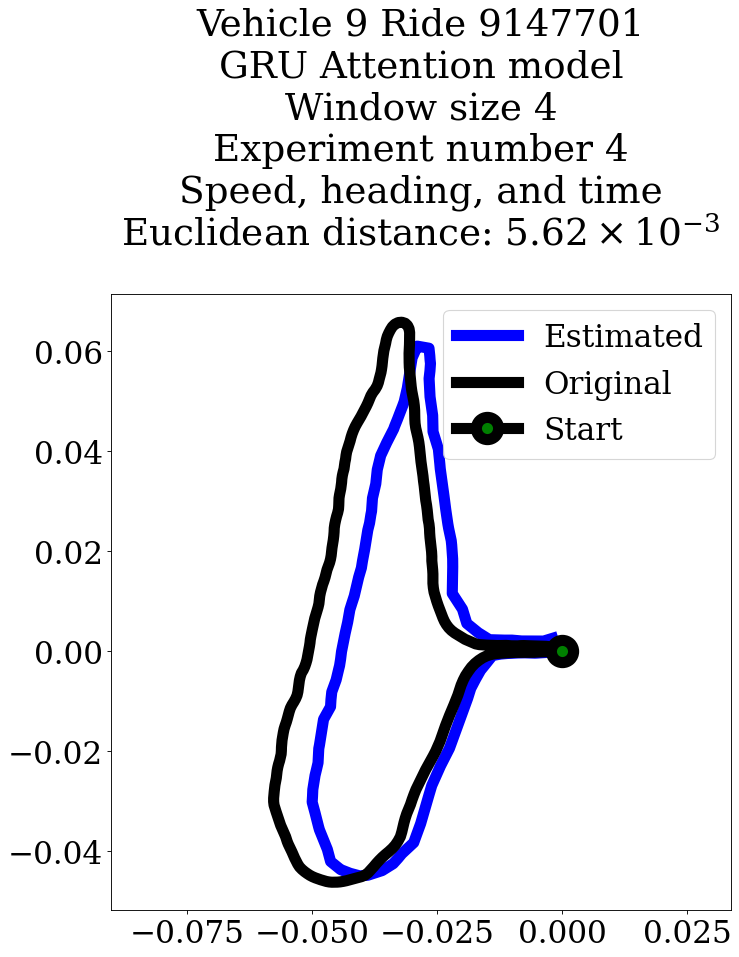 Vehicle 9 Ride 9147701
GRU Attention model
Window size 4
Experiment number 4
Speed, heading, and time
Euclidean distance: 5.62 × 10⁻³
Estimated
Original
Start
0.06
0.04
0.02
0.00
−0.02
−0.04
−0.075 −0.050 −0.025 0.000 0.025